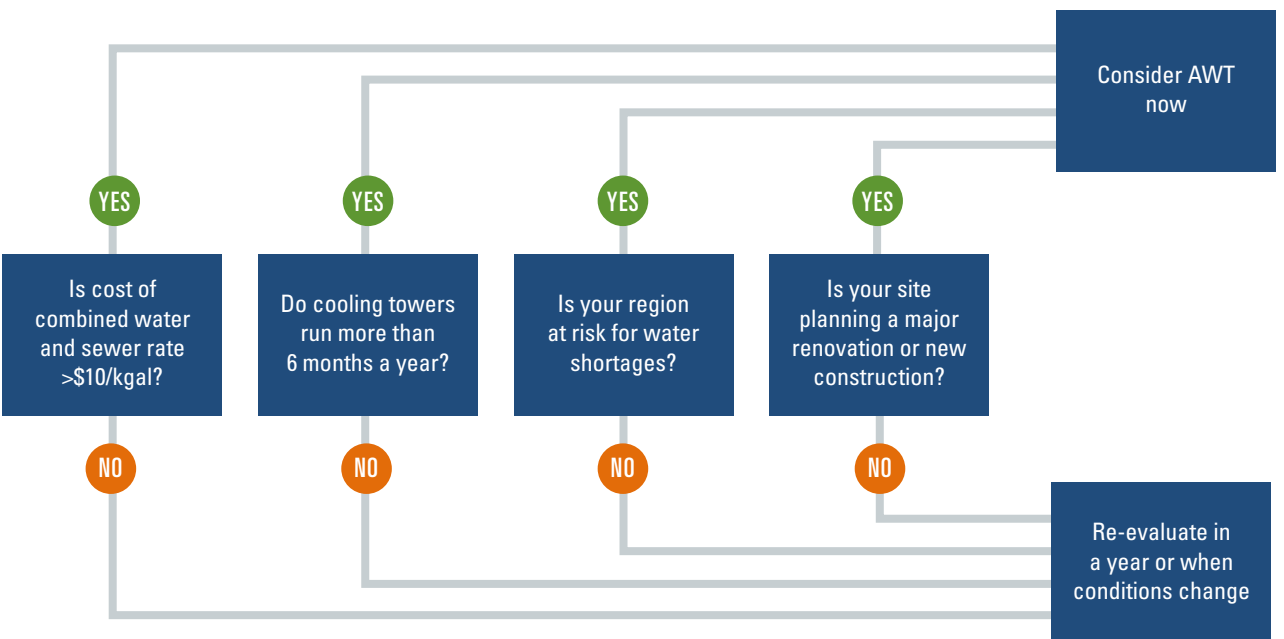 Consider AWT
now
YES
YES
YES
YES
Is cost of
combined water
and sewer rate
>$10/kgal?
Do cooling towers
run more than
6 months a year?
Is your region
at risk for water
shortages?
Is your site
planning a major
renovation or new
construction?
NO
NO
NO
NO
Re-evaluate in
a year or when
conditions change